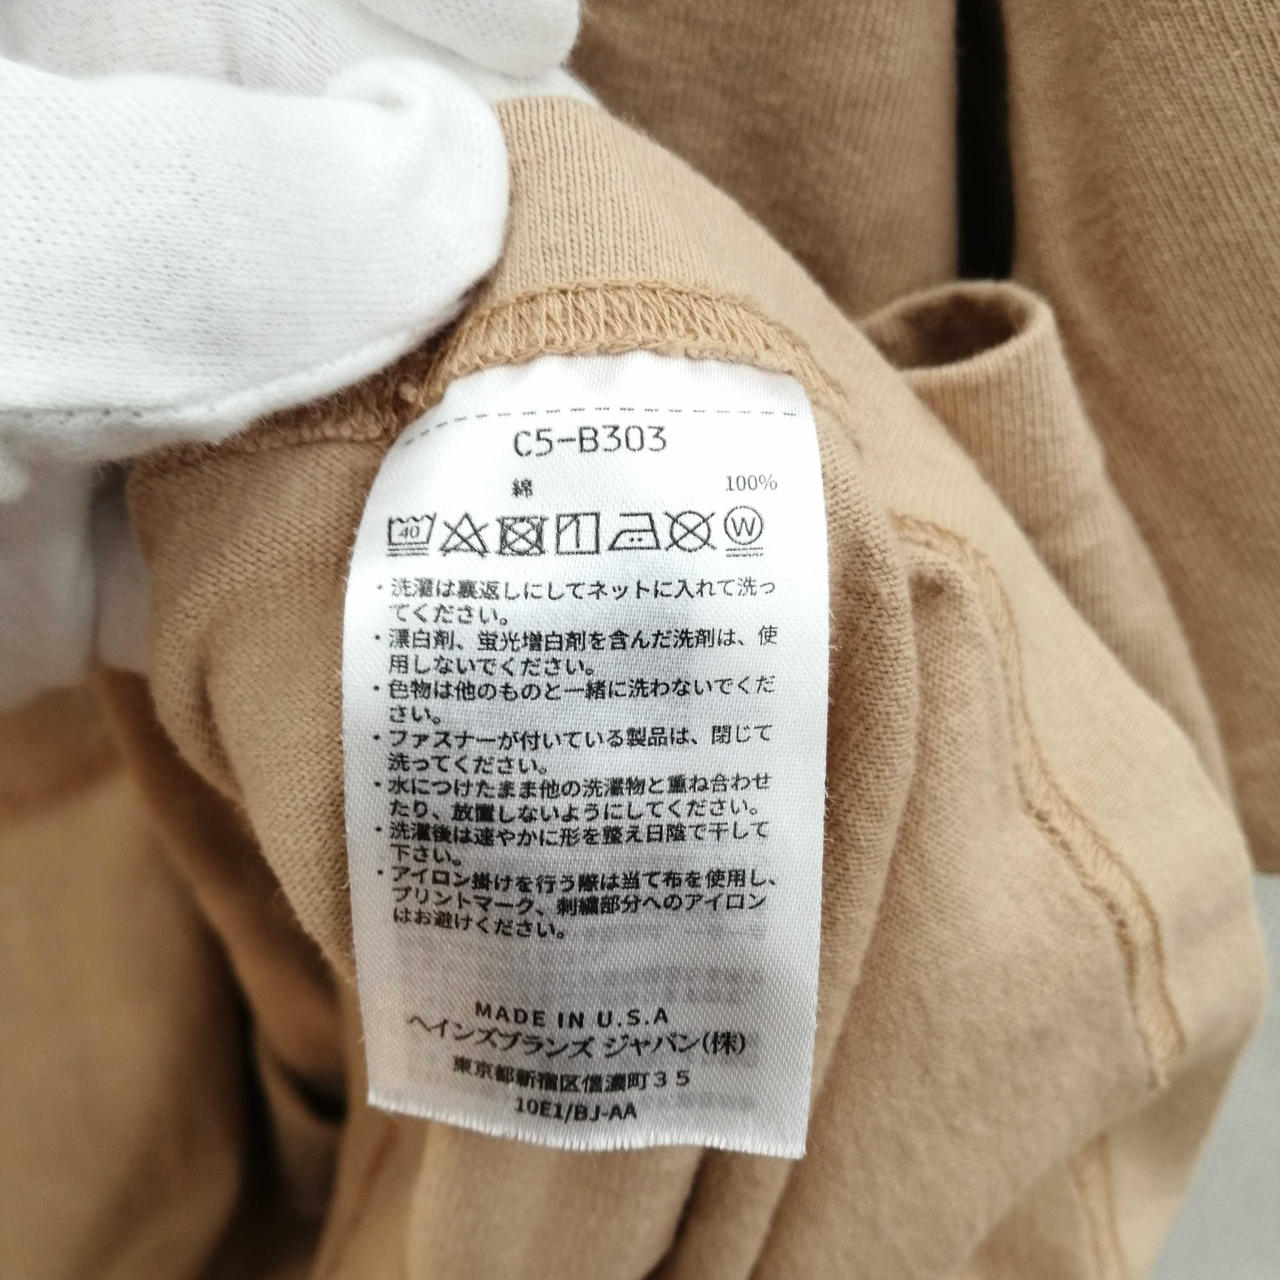 C5-B303
綿 100%
40 W
・洗濯は裏返しにしてネットに入れて洗っ
てください。
・漂白剤、蛍光増白剤を含んだ洗剤は、使
用しないでください。
・色物は他のものと一緒に洗わないでくだ
さい。
・ファスナーが付いている製品は、閉じて
洗ってください。
・水につけたまま他の洗濯物と重ね合わせ
たり、放置しないようにしてください。
・洗濯後は速やかに形を整え日陰で干して
下さい。
・アイロン掛けを行う際は当て布を使用し、
プリントマーク、刺繍部分へのアイロン
はお避けください。
MADE IN U.S.A
ヘインズブランズ ジャパン(株)
東京都新宿区信濃町35
10E1/BJ-AA